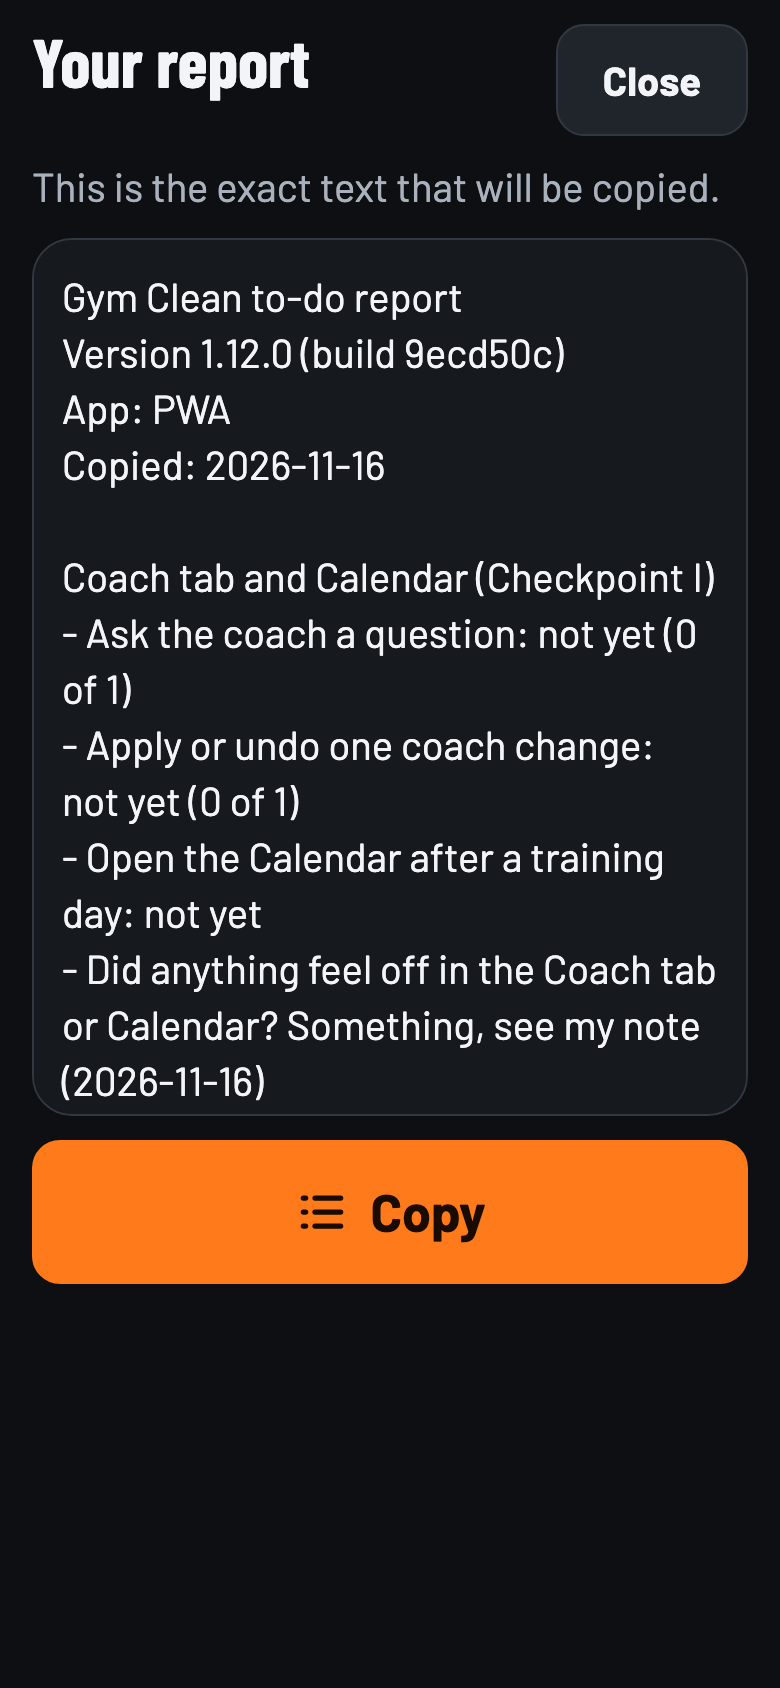 Your report
Close
This is the exact text that will be copied.
Gym Clean to-do report
Version 1.12.0 (build 9ecd50c)
App: PWA
Copied: 2026-11-16
Coach tab and Calendar (Checkpoint I)
- Ask the coach a question: not yet (0
of 1)
- Apply or undo one coach change:
not yet (0 of 1)
- Open the Calendar after a training
day: not yet
- Did anything feel off in the Coach tab
or Calendar? Something, see my note
(2026-11-16)
Copy